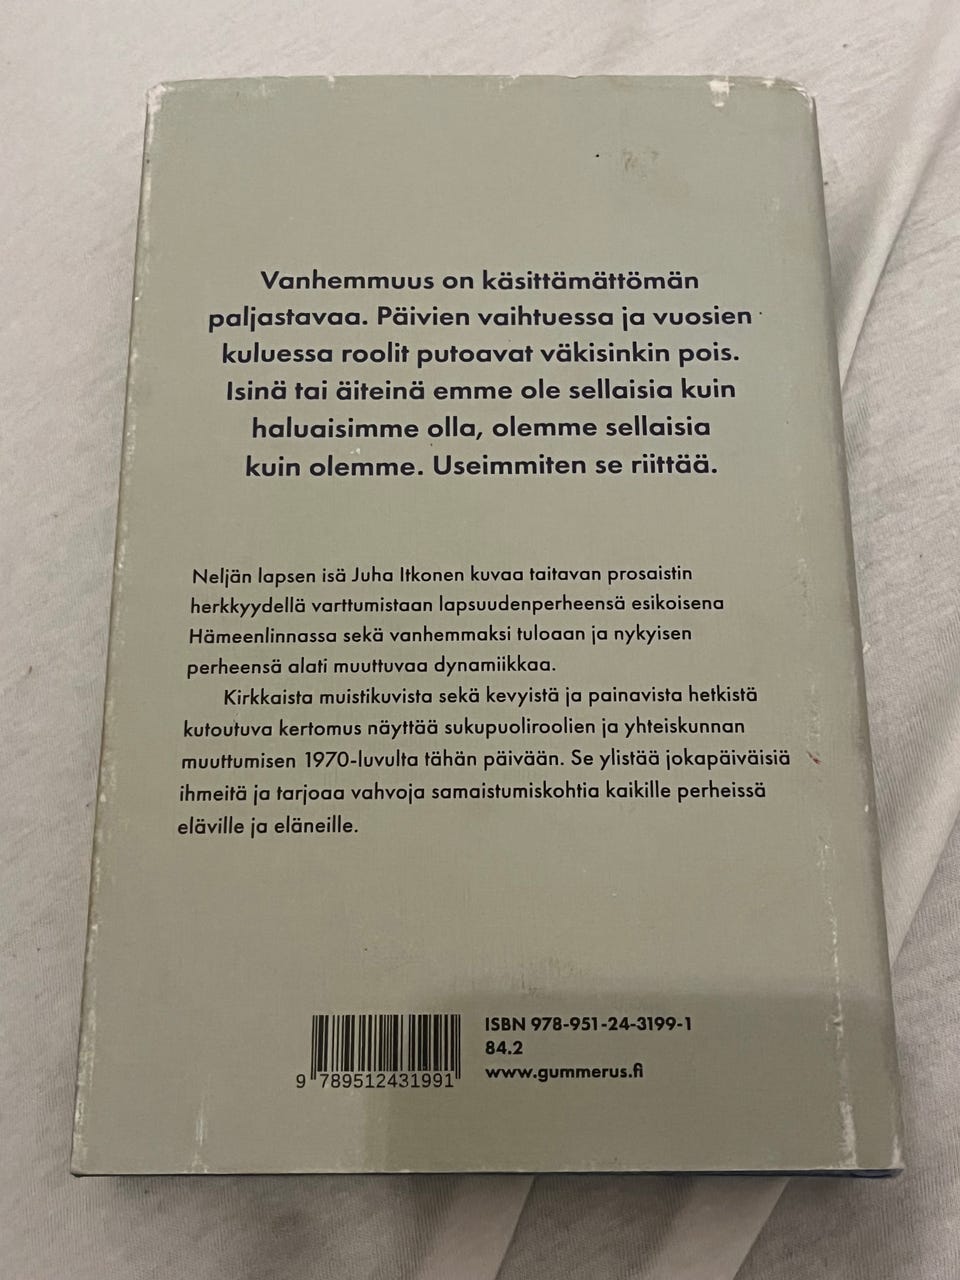 Vanhemmuus on käsittämättömän
paljastavaa. Päivien vaihtuessa ja vuosien
kuluessa roolit putoavat väkisinkin pois.
Isinä tai äiteinä emme ole sellaisia kuin
haluaisimme olla, olemme sellaisia
kuin olemme. Useimmiten se riittää.
Neljän lapsen isä Juha Itkonen kuvaa taitavan prosaistin
herkkyydellä varttumistaan lapsuudenperheensä esikoisena
Hämeenlinnassa sekä vanhemmaksi tuloaan ja nykyisen
perheensä alati muuttuvaa dynamiikkaa.
Kirkkaista muistikuvista sekä kevyistä ja painavista hetkistä
kutoutuva kertomus näyttää sukupuoliroolien ja yhteiskunnan
muuttumisen 1970-luvulta tähän päivään. Se ylistää jokapäiväisiä
ihmeitä ja tarjoaa vahvoja samaistumiskohtia kaikille perheissä
eläville ja eläneille.
ISBN 978-951-24-3199-1
84.2
www.gummerus.fi
9 789512431991